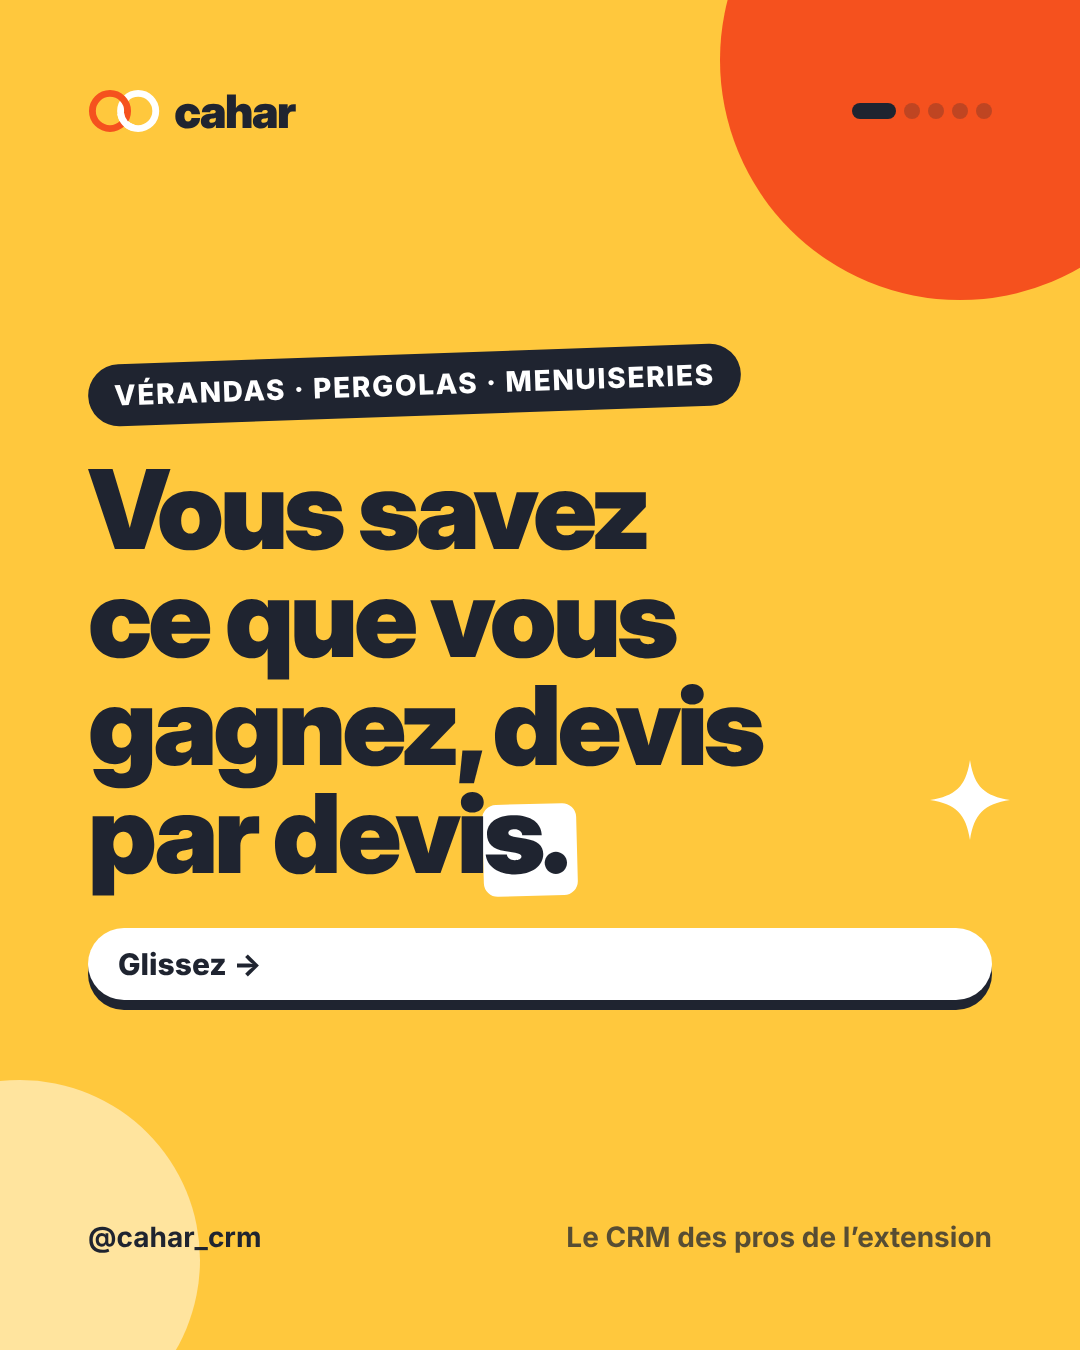 cahar
VÉRANDAS · PERGOLAS · MENUISERIES
Vous savez
ce que vous
gagnez, devis
par devis.
Glissez →
@cahar_crm
Le CRM des pros de l’extension